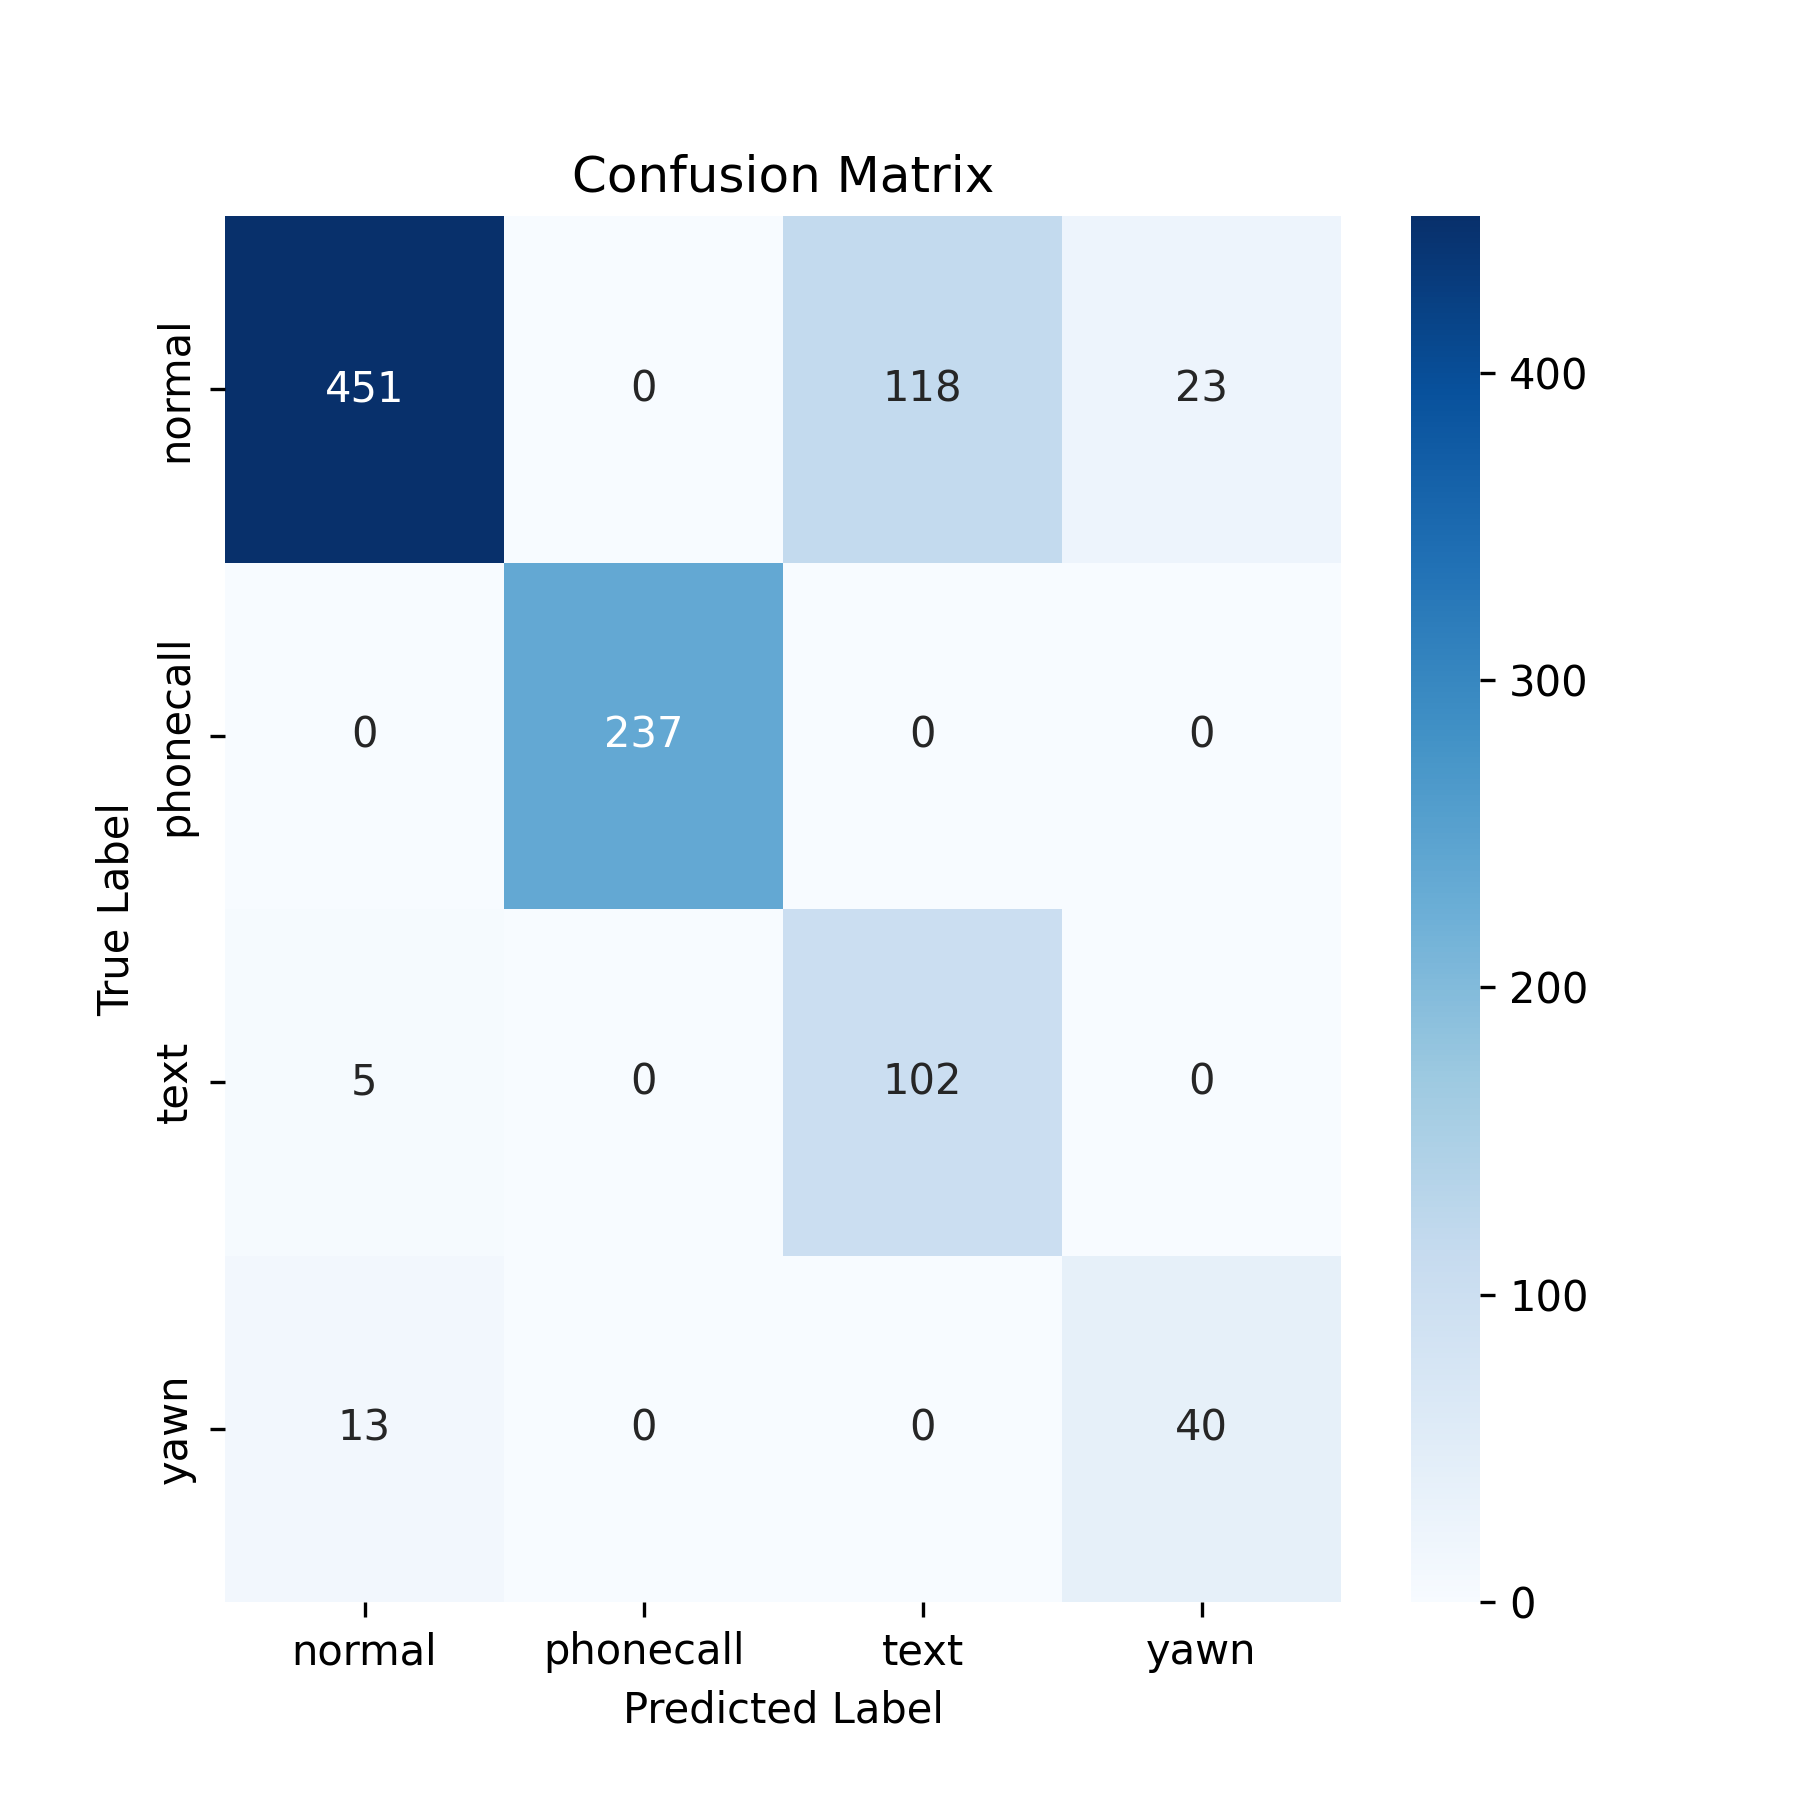 Confusion Matrix
normal 451 0 118 23
phonecall 0 237 0 0
text 5 0 102 0
yawn 13 0 0 40
normal phonecall text yawn
Predicted Label
True Label
400
300
200
100
0